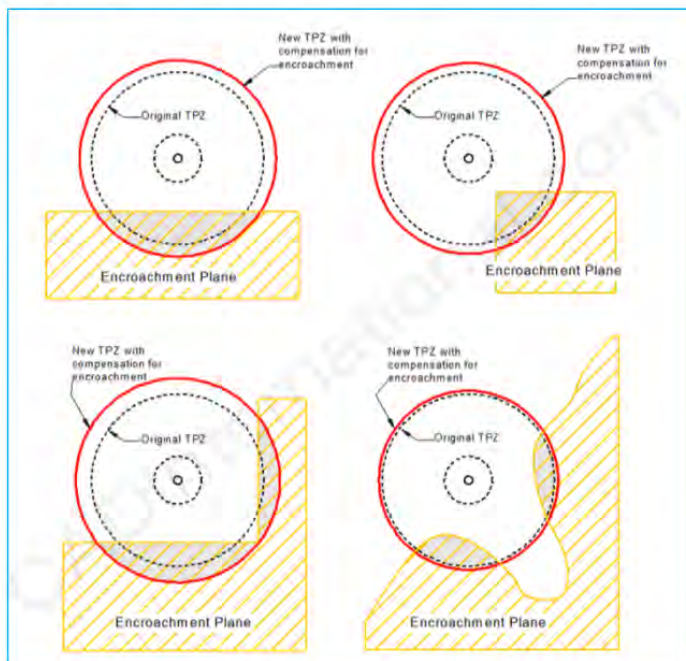 New TPZ with
compensation for
encroachment
Original TPZ
Encroachment Plane
New TPZ with
compensation for
encroachment
Original TPZ
Encroachment Plane
New TPZ with
compensation for
encroachment
Original TPZ
Encroachment Plane
New TPZ with
compensation for
encroachment
Original TPZ
Encroachment Plane